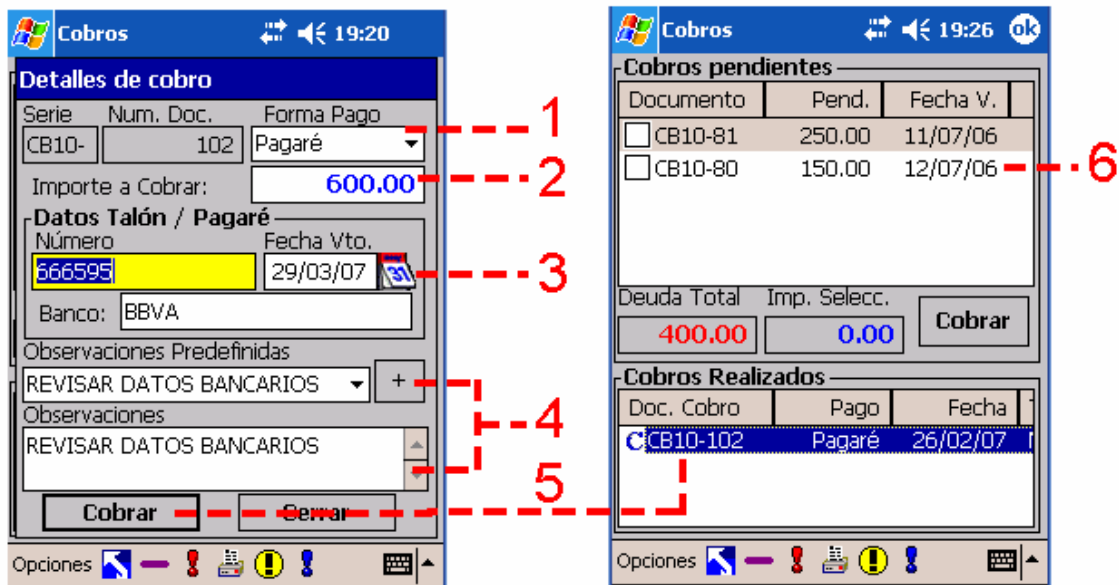 Cobros 19:20
Detalles de cobro
Serie Num. Doc. Forma Pago
CB10- 102 Pagaré
Importe a Cobrar: 600.00
Datos Talón / Pagaré
Número Fecha Vto.
666595 29/03/07 31
Banco: BBVA
Observaciones Predefinidas
REVISAR DATOS BANCARIOS +
Observaciones
REVISAR DATOS BANCARIOS
Cobrar Cerrar
Opciones
1
2
3
4
5
Cobros 19:26 ok
Cobros pendientes
Documento Pend. Fecha V.
CB10-81 250.00 11/07/06
CB10-80 150.00 12/07/06
Deuda Total Imp. Selecc.
400.00 0.00 Cobrar
Cobros Realizados
Doc. Cobro Pago Fecha
C CB10-102 Pagaré 26/02/07
Opciones
6